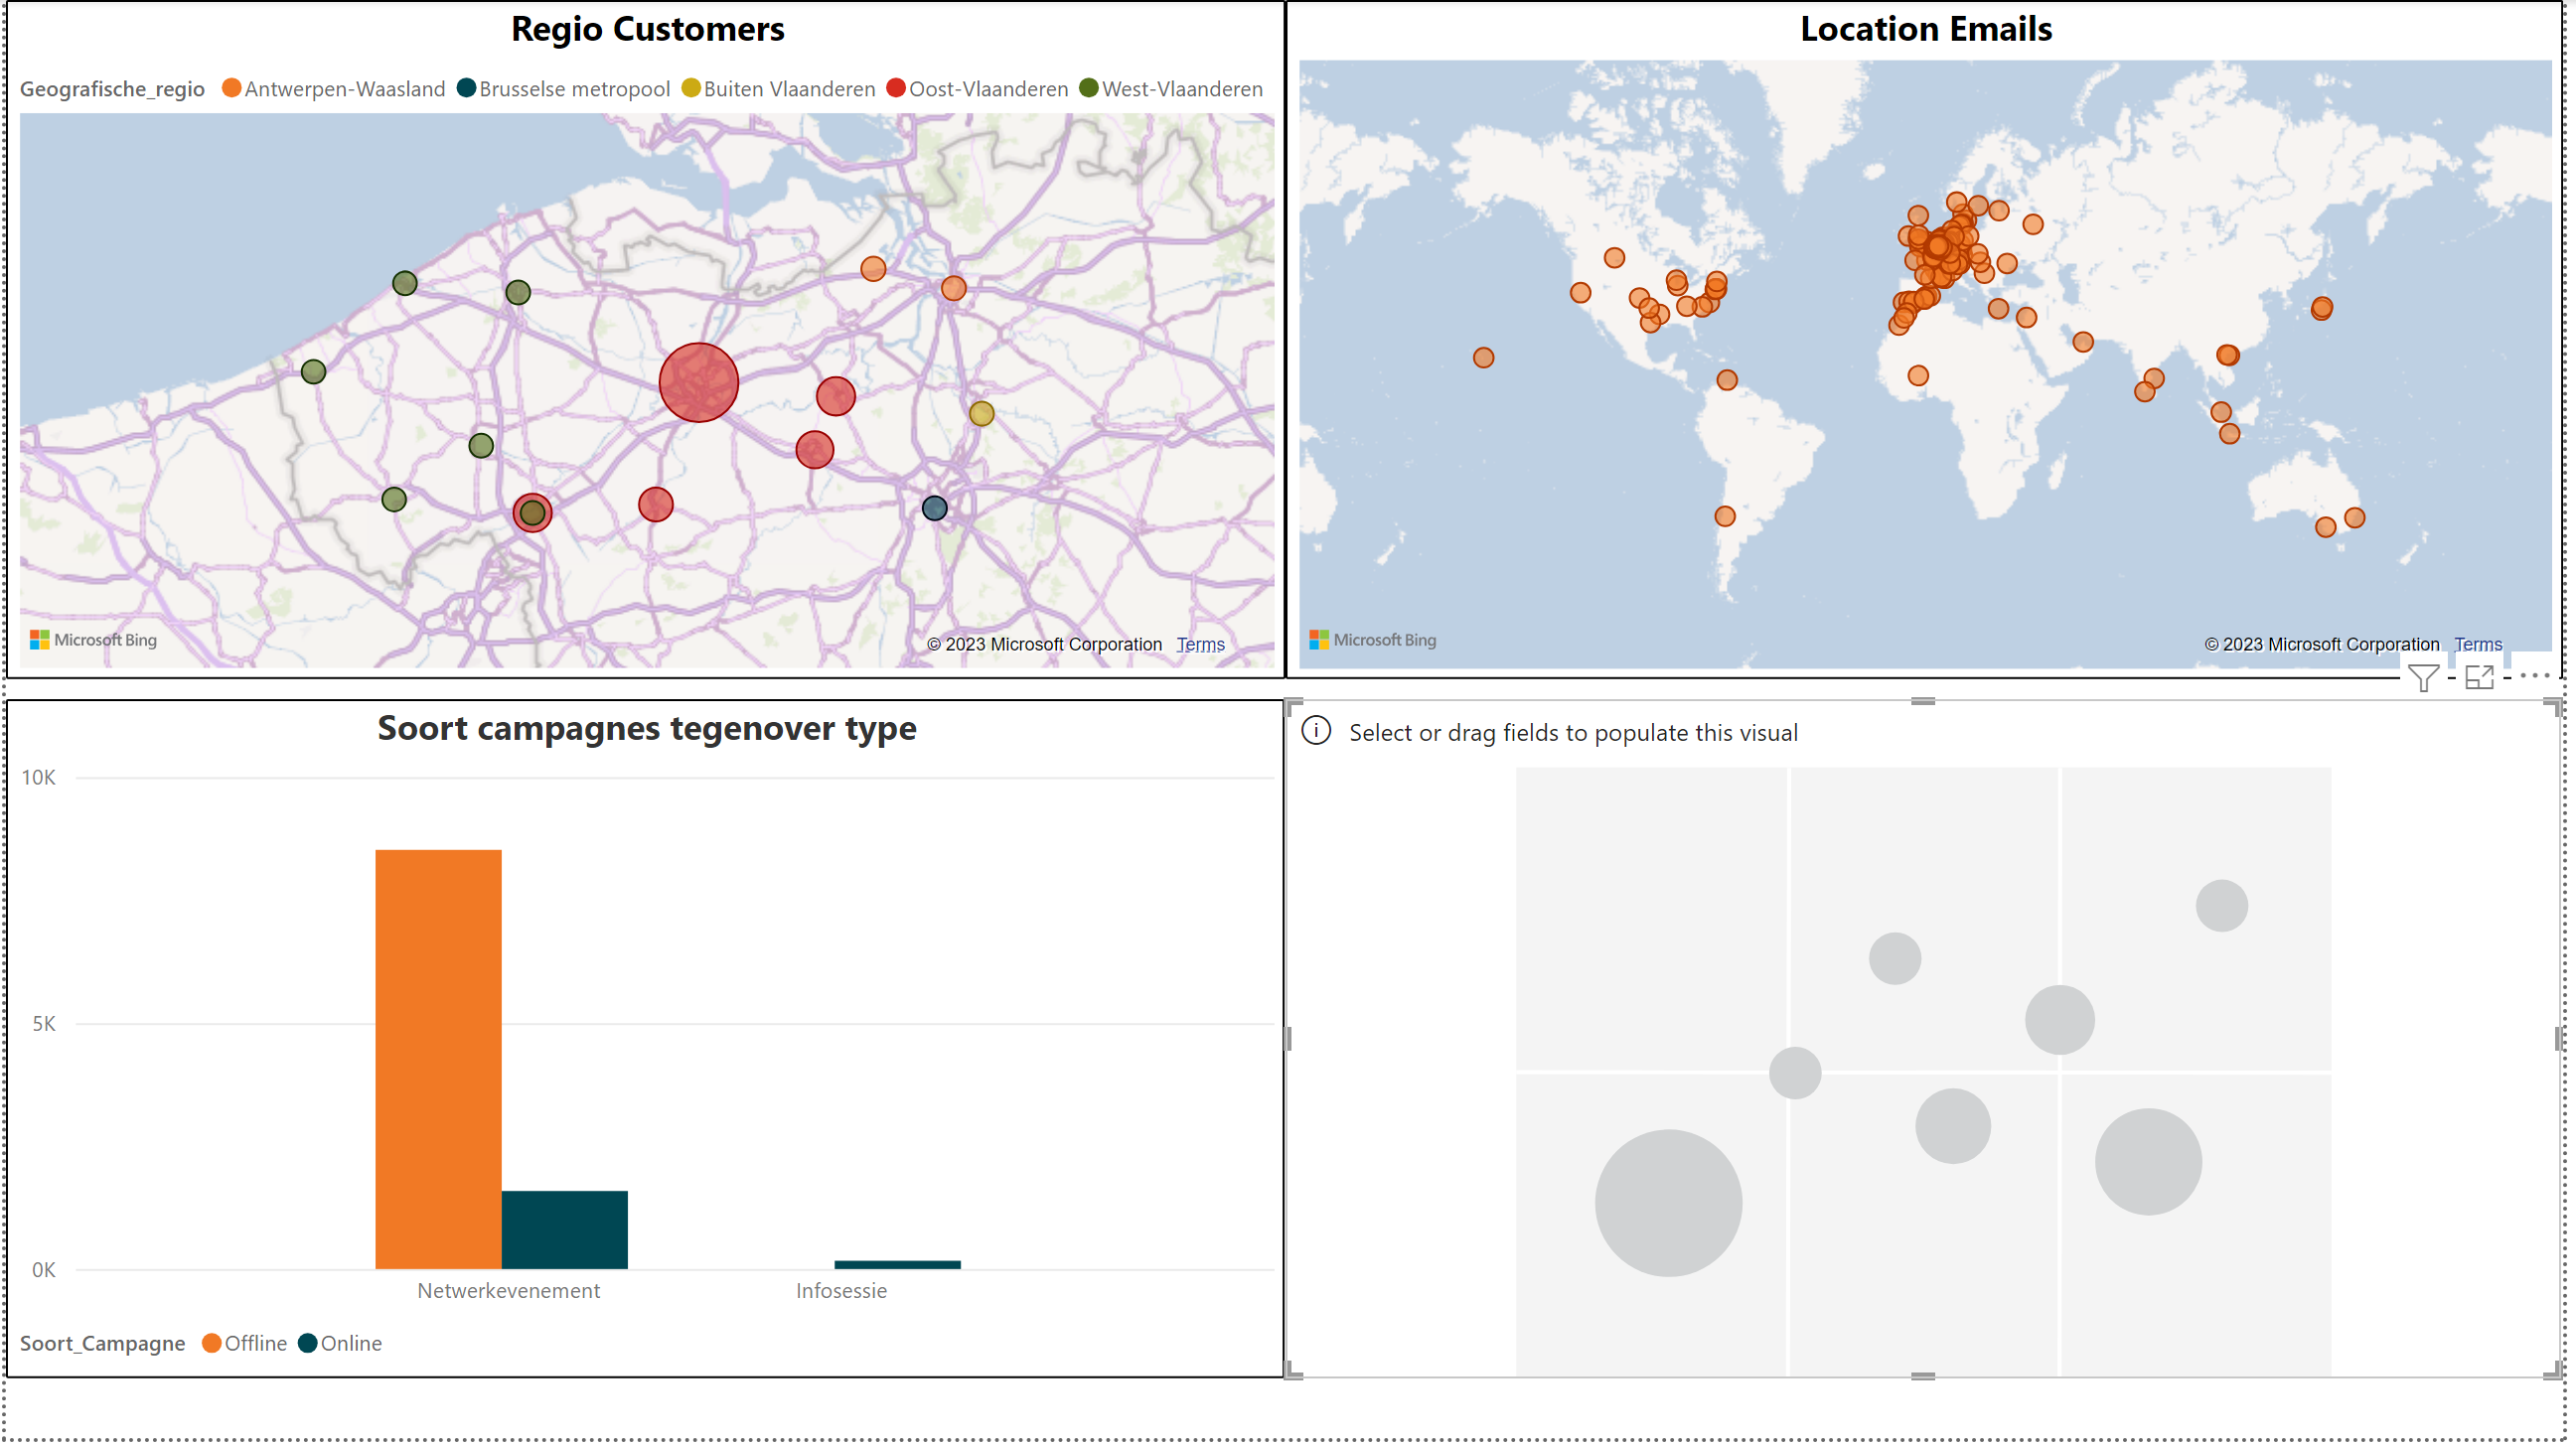 Regio Customers
Geografische_regio Antwerpen-Waasland Brusselse metropool Buiten Vlaanderen Oost-Vlaanderen West-Vlaanderen
Microsoft Bing
© 2023 Microsoft Corporation Terms
Location Emails
Microsoft Bing
© 2023 Microsoft Corporation Terms
Soort campagnes tegenover type
10K
5K
0K
Netwerkevenement Infosessie
Soort_Campagne Offline Online
Select or drag fields to populate this visual